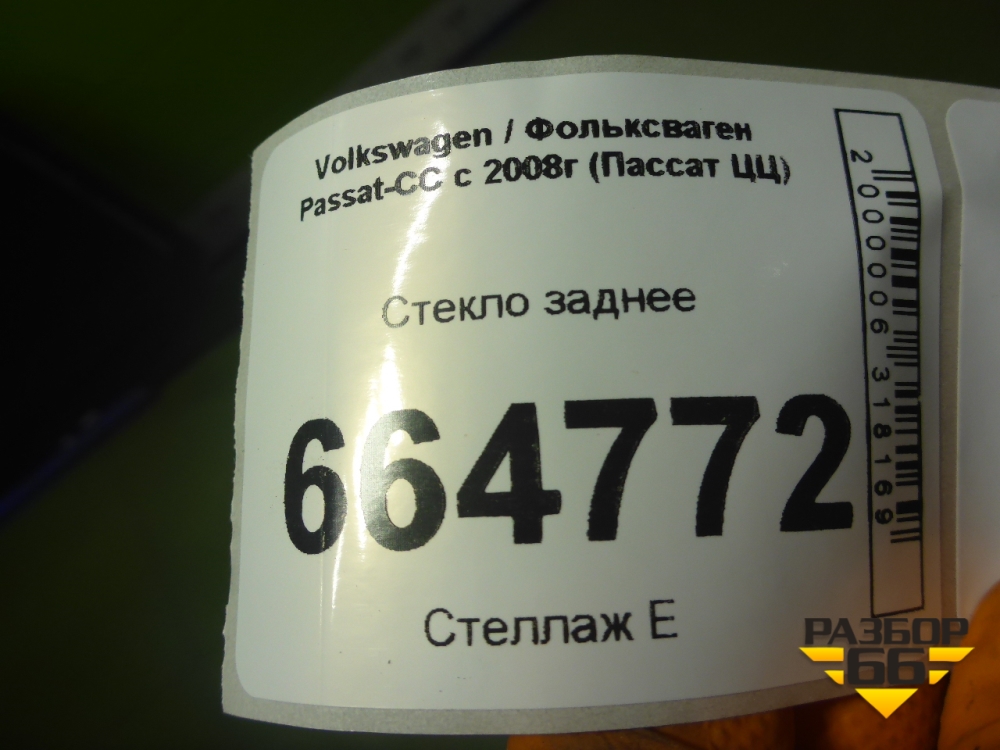 Volkswagen / Фольксваген
Passat-CC с 2008г (Пассат ЦЦ)
Стекло заднее
664772
Стеллаж Е
2000006318169
РАЗБОР
66